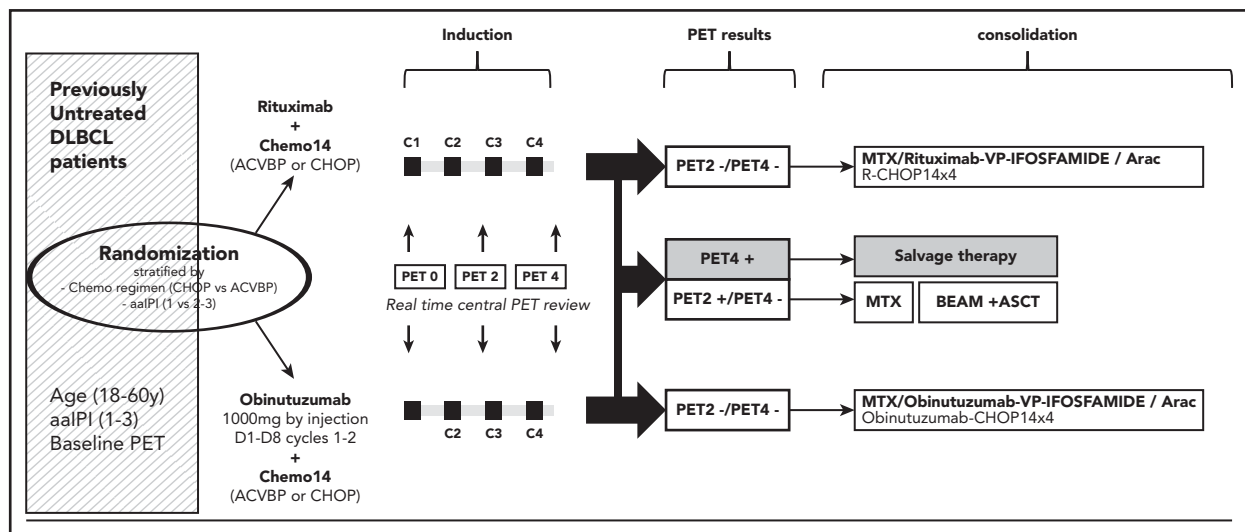 Induction
PET results
consolidation
Previously
Untreated
DLBCL
patients
Rituximab
+
Chemo14
(ACVBP or CHOP)
C1 C2 C3 C4
PET2 -/PET4 -
MTX/Rituximab-VP-IFOSFAMIDE / Arac
R-CHOP14x4
Randomization
stratified by
- Chemo regimen (CHOP vs ACVBP)
- aaIPI (1 vs 2-3)
PET 0 PET 2 PET 4
Real time central PET review
PET4 +
Salvage therapy
PET2 +/PET4 -
MTX
BEAM +ASCT
Age (18-60y)
aaIPI (1-3)
Baseline PET
Obinutuzumab
1000mg by injection
D1-D8 cycles 1-2
+
Chemo14
(ACVBP or CHOP)
C2 C3 C4
PET2 -/PET4 -
MTX/Obinutuzumab-VP-IFOSFAMIDE / Arac
Obinutuzumab-CHOP14x4